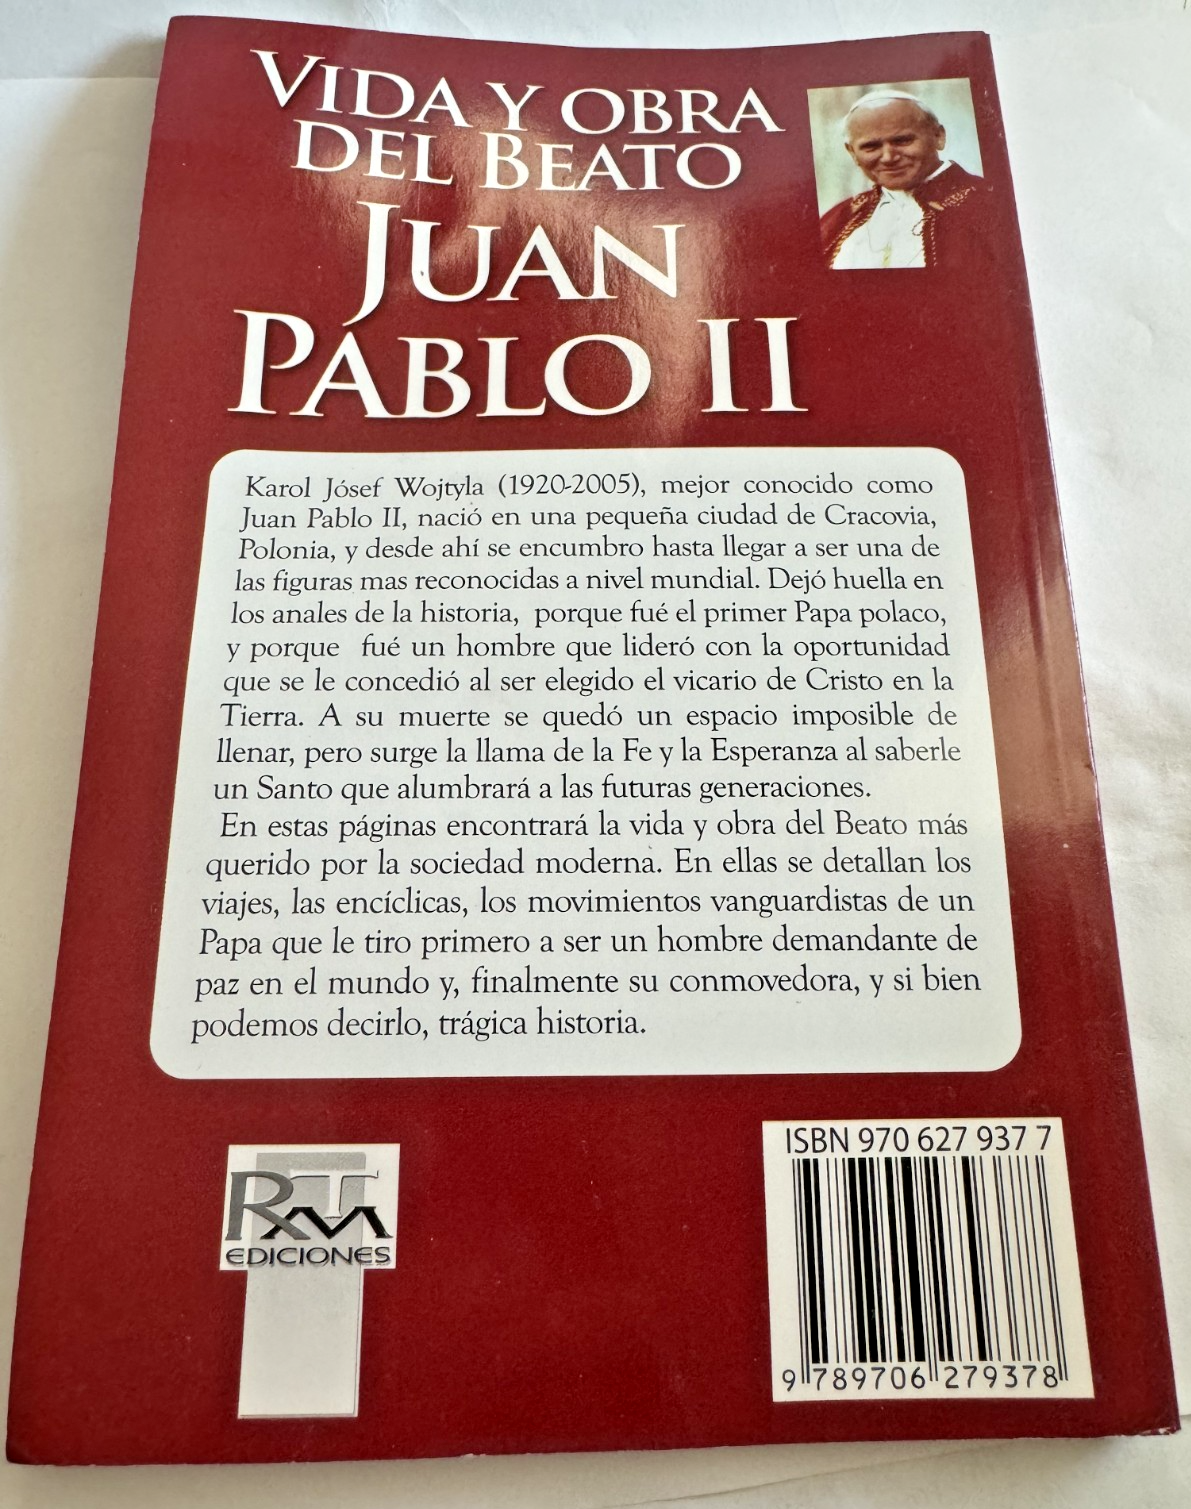 VIDA Y OBRA
DEL BEATO
JUAN
PABLO II
Karol Jósef Wojtyla (1920-2005), mejor conocido como
Juan Pablo II, nació en una pequeña ciudad de Cracovia,
Polonia, y desde ahí se encumbro hasta llegar a ser una de
las figuras mas reconocidas a nivel mundial. Dejó huella en
los anales de la historia, porque fué el primer Papa polaco,
y porque fué un hombre que lideró con la oportunidad
que se le concedió al ser elegido el vicario de Cristo en la
Tierra. A su muerte se quedó un espacio imposible de
llenar, pero surge la llama de la Fe y la Esperanza al saberle
un Santo que alumbrará a las futuras generaciones.
En estas páginas encontrará la vida y obra del Beato más
querido por la sociedad moderna. En ellas se detallan los
viajes, las encíclicas, los movimientos vanguardistas de un
Papa que le tiro primero a ser un hombre demandante de
paz en el mundo y, finalmente su conmovedora, y si bien
podemos decirlo, trágica historia.
RTM
EDICIONES
ISBN 970 627 937 7
9 789706 279378